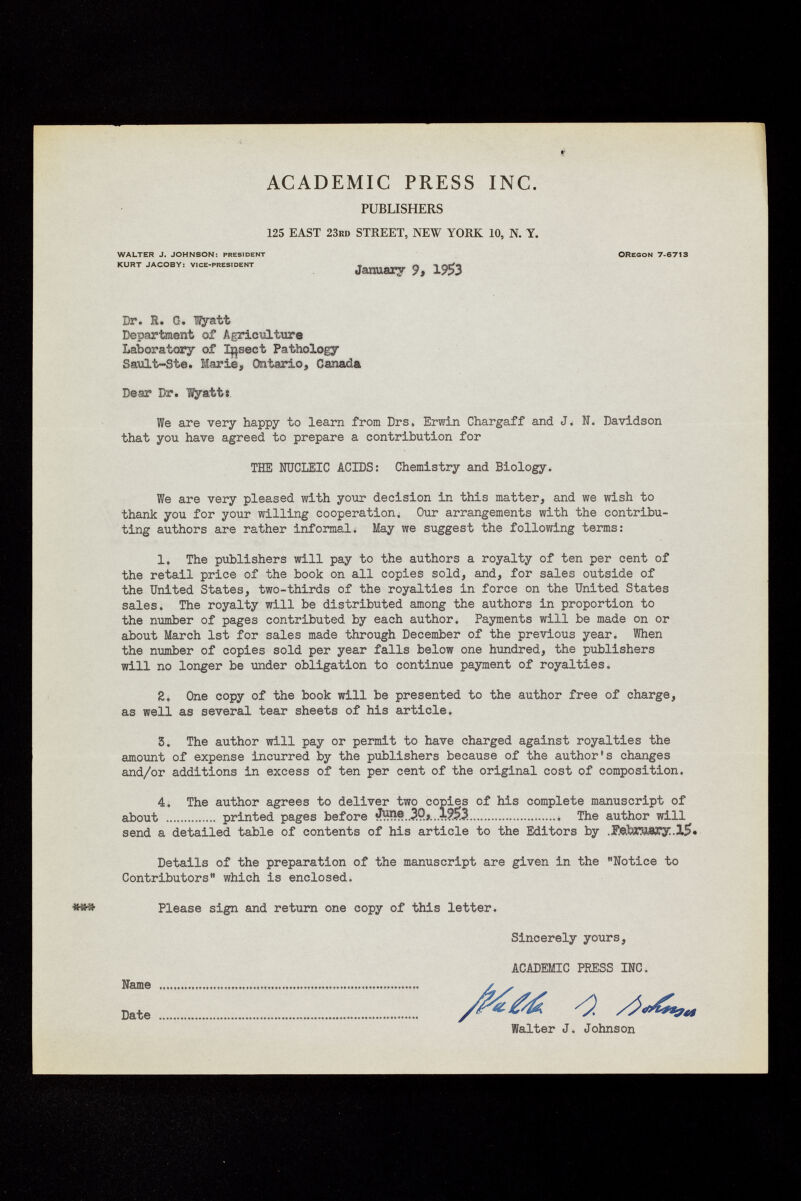 ACADEMIC PRESS INC.
PUBLISHERS
125 EAST 23RD STREET, NEW YORK 10, N. Y.
WALTER J. JOHNSON: PRESIDENT
KURT JACOBY: VICE-PRESIDENT
OREGON 7-6713
January 9, 1953
Dr. R. G. Wyatt
Department of Agriculture
Laboratory of Insect Pathology
Sault-Ste. Marie, Ontario, Canada
Dear Dr. Wyatt:
We are very happy to learn from Drs. Erwin Chargaff and J. N. Davidson
that you have agreed to prepare a contribution for
THE NUCLEIC ACIDS: Chemistry and Biology.
We are very pleased with your decision in this matter, and we wish to
thank you for your willing cooperation. Our arrangements with the contribu-
ting authors are rather informal. May we suggest the following terms:
1. The publishers will pay to the authors a royalty of ten per cent of
the retail price of the book on all copies sold, and, for sales outside of
the United States, two-thirds of the royalties in force on the United States
sales. The royalty will be distributed among the authors in proportion to
the number of pages contributed by each author. Payments will be made on or
about March 1st for sales made through December of the previous year. When
the number of copies sold per year falls below one hundred, the publishers
will no longer be under obligation to continue payment of royalties.
2. One copy of the book will be presented to the author free of charge,
as well as several tear sheets of his article.
3. The author will pay or permit to have charged against royalties the
amount of expense incurred by the publishers because of the author's changes
and/or additions in excess of ten per cent of the original cost of composition.
4. The author agrees to deliver two copies of his complete manuscript of
about ............. printed pages before June 30, 1953....................... The author will
send a detailed table of contents of his article to the Editors by .February 15.
Details of the preparation of the manuscript are given in the "Notice to
Contributors" which is enclosed.
*** Please sign and return one copy of this letter.
Sincerely yours,
ACADEMIC PRESS INC.
Name ......................................................................
Walter J. Johnson
Date ......................................................................
Walter J. Johnson